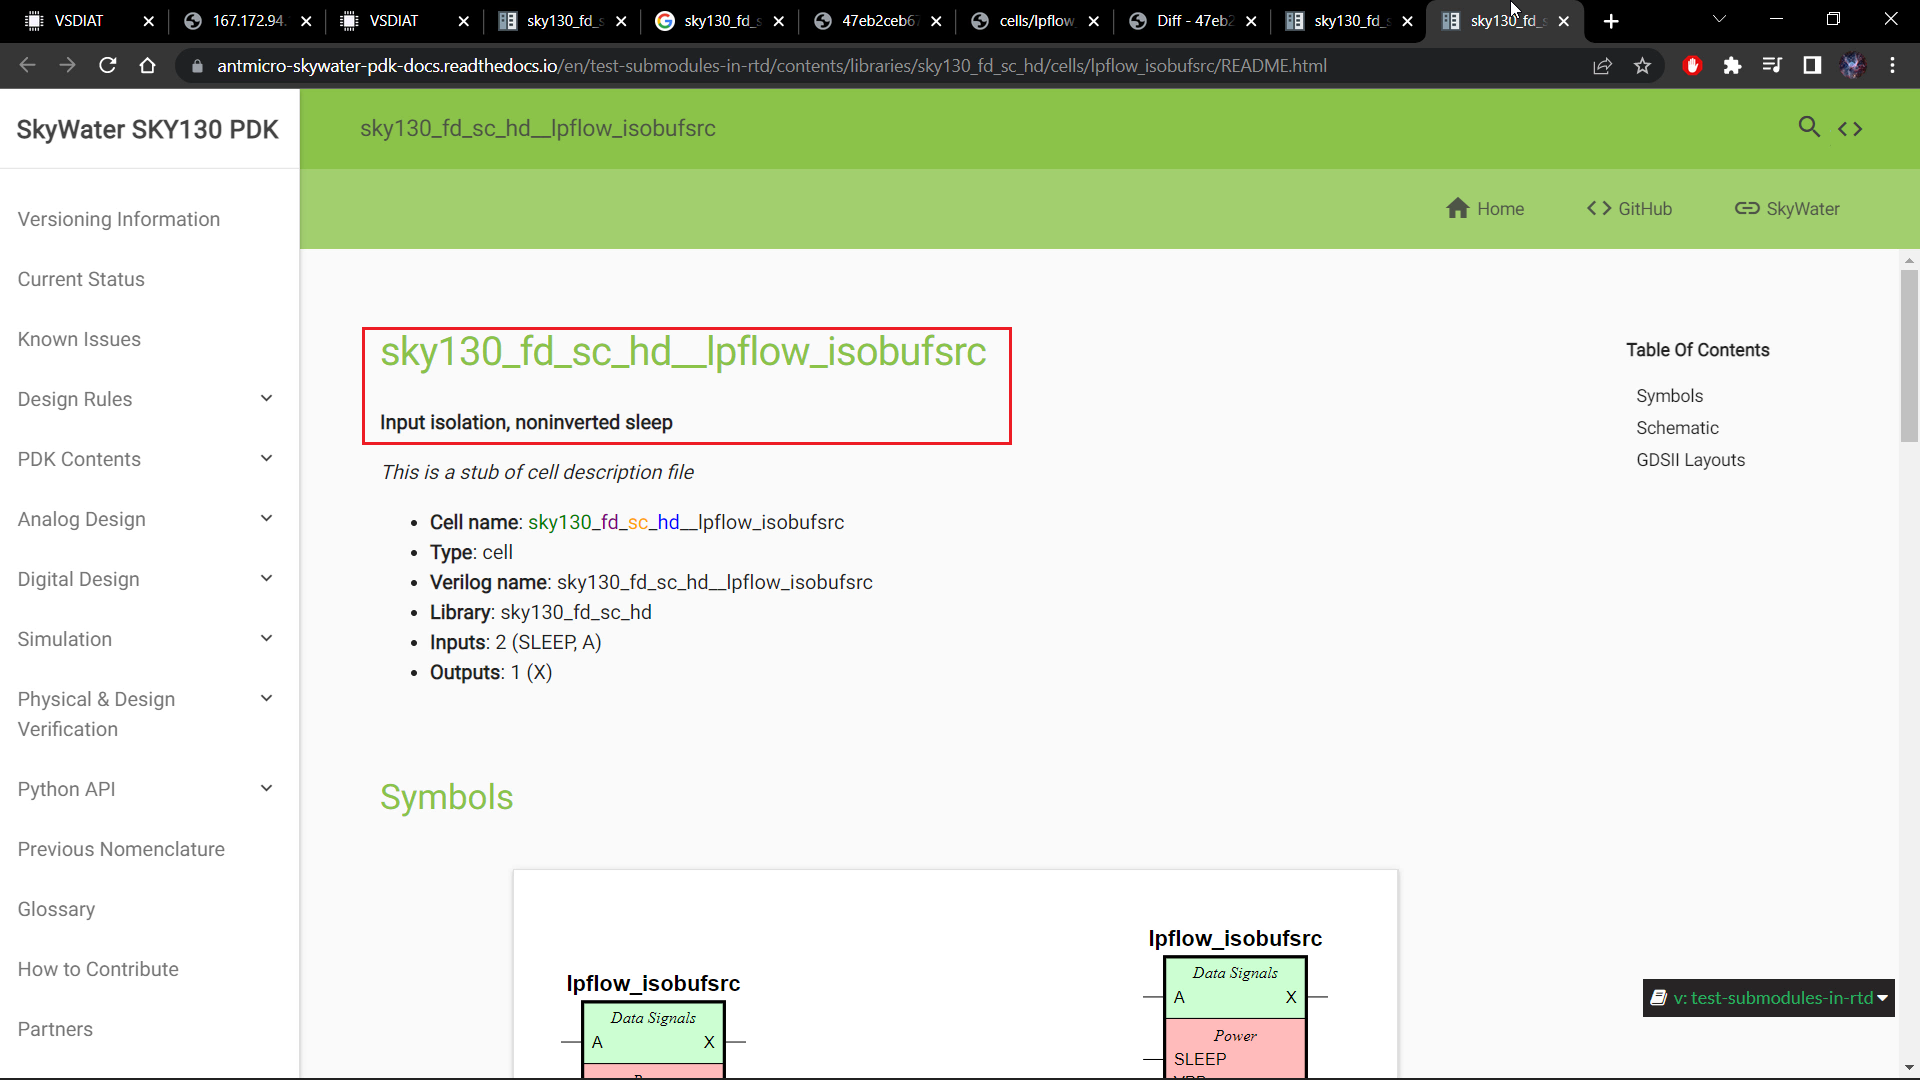 VSDIAT
167.172.94.
VSDIAT
sky130_fd_s
sky130_fd_s
47eb2ceb67
cells/lpflow
Diff - 47eb2
sky130_fd_s
sky130_fd_s
antmicro-skywater-pdk-docs.readthedocs.io/en/test-submodules-in-rtd/contents/libraries/sky130_fd_sc_hd/cells/lpflow_isobufsrc/README.html
SkyWater SKY130 PDK
sky130_fd_sc_hd__lpflow_isobufsrc
Home
GitHub
SkyWater
Versioning Information
Current Status
Known Issues
Design Rules
PDK Contents
Analog Design
Digital Design
Simulation
Physical & Design
Verification
Python API
Previous Nomenclature
Glossary
How to Contribute
Partners
sky130_fd_sc_hd__lpflow_isobufsrc
Input isolation, noninverted sleep
This is a stub of cell description file
• Cell name: sky130_fd_sc_hd__lpflow_isobufsrc
• Type: cell
• Verilog name: sky130_fd_sc_hd__lpflow_isobufsrc
• Library: sky130_fd_sc_hd
• Inputs: 2 (SLEEP, A)
• Outputs: 1 (X)
Symbols
lpflow_isobufsrc
Data Signals
A X
lpflow_isobufsrc
Data Signals
A X
Power
SLEEP
Table Of Contents
Symbols
Schematic
GDSII Layouts
v: test-submodules-in-rtd